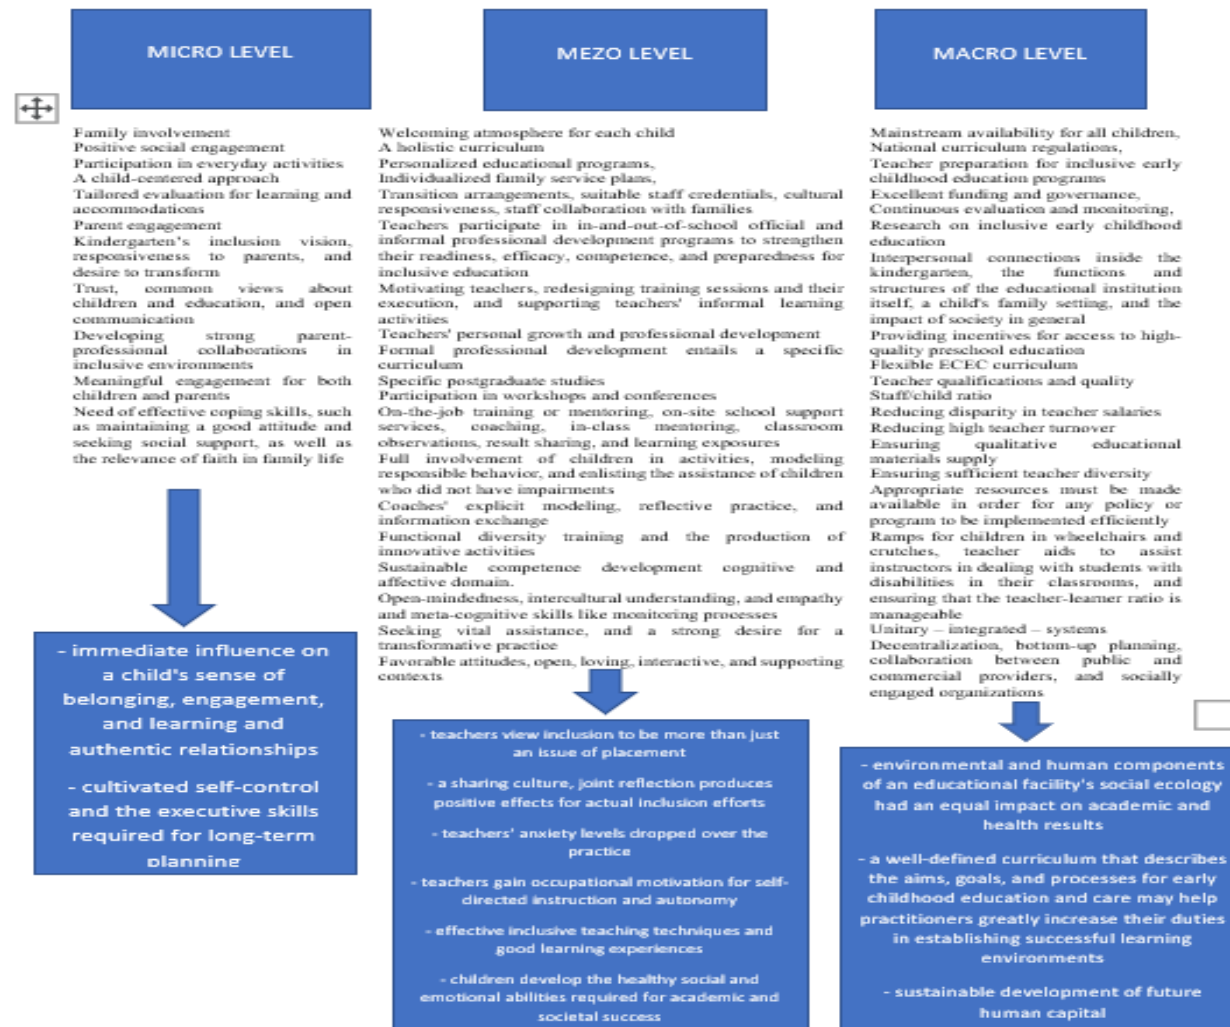 MICRO LEVEL
Family involvement
Positive social engagement
Participation in everyday activities
A child-centered approach
Tailored evaluation for learning and
accommodations
Parent engagement
Kindergarten's inclusion vision,
responsiveness to parents, and
desire to transform
Trust, common views about
children and education, and open
communication
Developing strong parent-
professional collaborations in
inclusive environments
Meaningful engagement for both
children and parents
Need of effective coping skills, such
as maintaining a good attitude and
seeking social support, as well as
the relevance of faith in family life
- immediate influence on
a child's sense of
belonging, engagement,
and learning and
authentic relationships
- cultivated self-control
and the executive skills
required for long-term
planning
MEZO LEVEL
Welcoming atmosphere for each child
A holistic curriculum
Personalized educational programs,
Individualized family service plans,
Transition arrangements, suitable staff credentials, cultural
responsiveness, staff collaboration with families
Teachers participate in in-and-out-of-school official and
informal professional development programs to strengthen
their readiness, efficacy, competence, and preparedness for
inclusive education
Motivating teachers, redesigning training sessions and their
execution, and supporting teachers' informal learning
activities
Teachers' personal growth and professional development
Formal professional development entails a specific
curriculum
Specific postgraduate studies
Participation in workshops and conferences
On-the-job training or mentoring, on-site school support
services, coaching, in-class mentoring, classroom
observations, result sharing, and learning exposures
Full involvement of children in activities, modeling
responsible behavior, and enlisting the assistance of children
who did not have impairments
Coaches' explicit modeling, reflective practice, and
information exchange
Functional diversity training and the production of
innovative activities
Sustainable competence development cognitive and
affective domain.
Open-mindedness, intercultural understanding, and empathy
and meta-cognitive skills like monitoring processes
Seeking vital assistance, and a strong desire for a
transformative practice
Favorable attitudes, open, loving, interactive, and supporting
contexts
- teachers view inclusion to be more than just
an issue of placement
- a sharing culture, joint reflection produces
positive effects for actual inclusion efforts
- teachers' anxiety levels dropped over the
practice
- teachers gain occupational motivation for self-
directed instruction and autonomy
- effective inclusive teaching techniques and
good learning experiences
- children develop the healthy social and
emotional abilities required for academic and
societal success
MACRO LEVEL
Mainstream availability for all children,
National curriculum regulations,
Teacher preparation for inclusive early
childhood education programs
Excellent funding and governance,
Continuous evaluation and monitoring,
Research on inclusive early childhood
education
Interpersonal connections inside the
kindergarten, the functions and
structures of the educational institution
itself, a child's family setting, and the
impact of society in general
Providing incentives for access to high-
quality preschool education
Flexible ECEC curriculum
Teacher qualifications and quality
Staff/child ratio
Reducing disparity in teacher salaries
Reducing high teacher turnover
Ensuring qualitative educational
materials supply
Ensuring sufficient teacher diversity
Appropriate resources must be made
available in order for any policy or
program to be implemented efficiently
Ramps for children in wheelchairs and
crutches, teacher aids to assist
instructors in dealing with students with
disabilities in their classrooms, and
ensuring that the teacher-learner ratio is
manageable
Unitary – integrated – systems
Decentralization, bottom-up planning,
collaboration between public and
commercial providers, and socially
engaged organizations
- environmental and human components
of an educational facility's social ecology
had an equal impact on academic and
health results
- a well-defined curriculum that describes
the aims, goals, and processes for early
childhood education and care may help
practitioners greatly increase their duties
in establishing successful learning
environments
- sustainable development of future
human capital